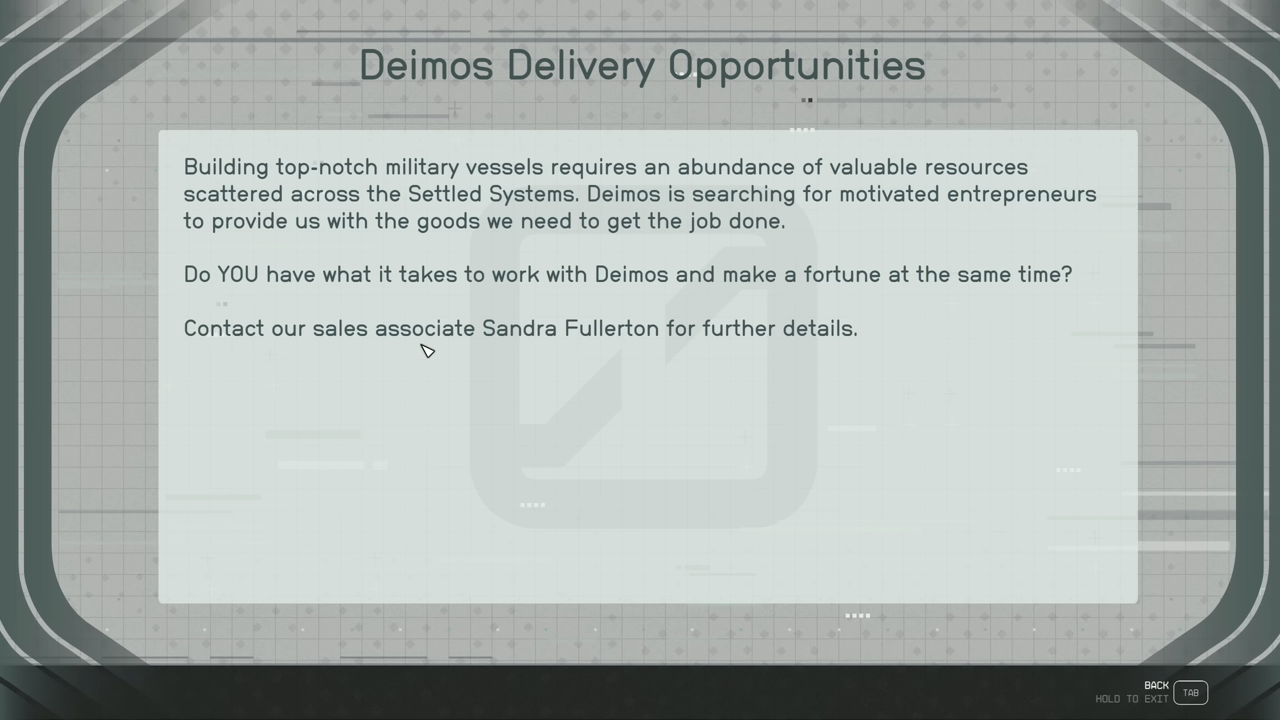 Deimos Delivery Opportunities
Building top-notch military vessels requires an abundance of valuable resources
scattered across the Settled Systems. Deimos is searching for motivated entrepreneurs
to provide us with the goods we need to get the job done.
Do YOU have what it takes to work with Deimos and make a fortune at the same time?
Contact our sales associate Sandra Fullerton for further details.
BACK
HOLD TO EXIT
TAB